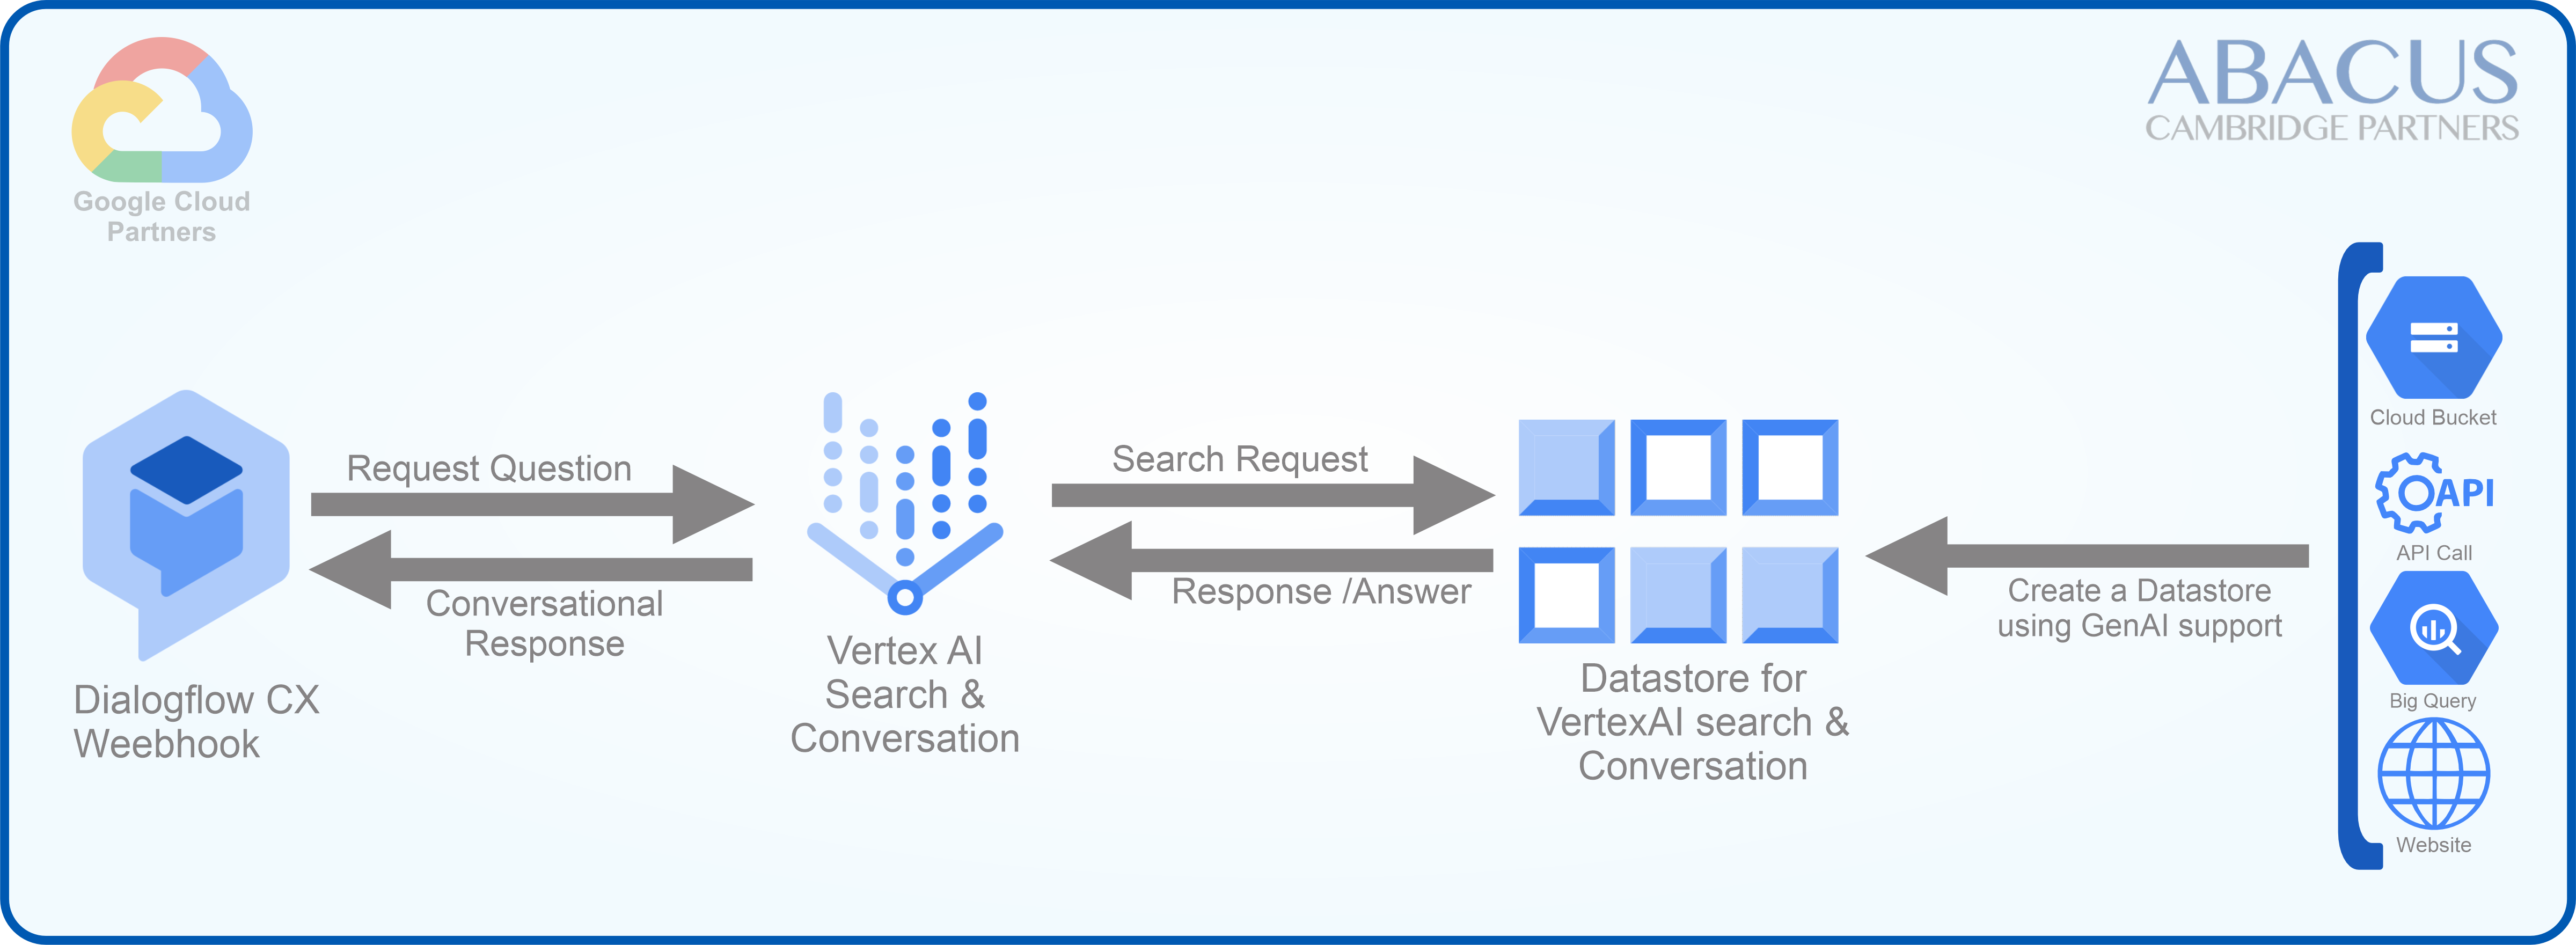 Google Cloud
Partners
ABACUS
CAMBRIDGE PARTNERS
Request Question
Conversational
Response
Dialogflow CX
Weebhook
Vertex AI
Search &
Conversation
Search Request
Response /Answer
Datastore for
VertexAI search &
Conversation
Create a Datastore
using GenAI support
Cloud Bucket
API
API Call
Big Query
Website